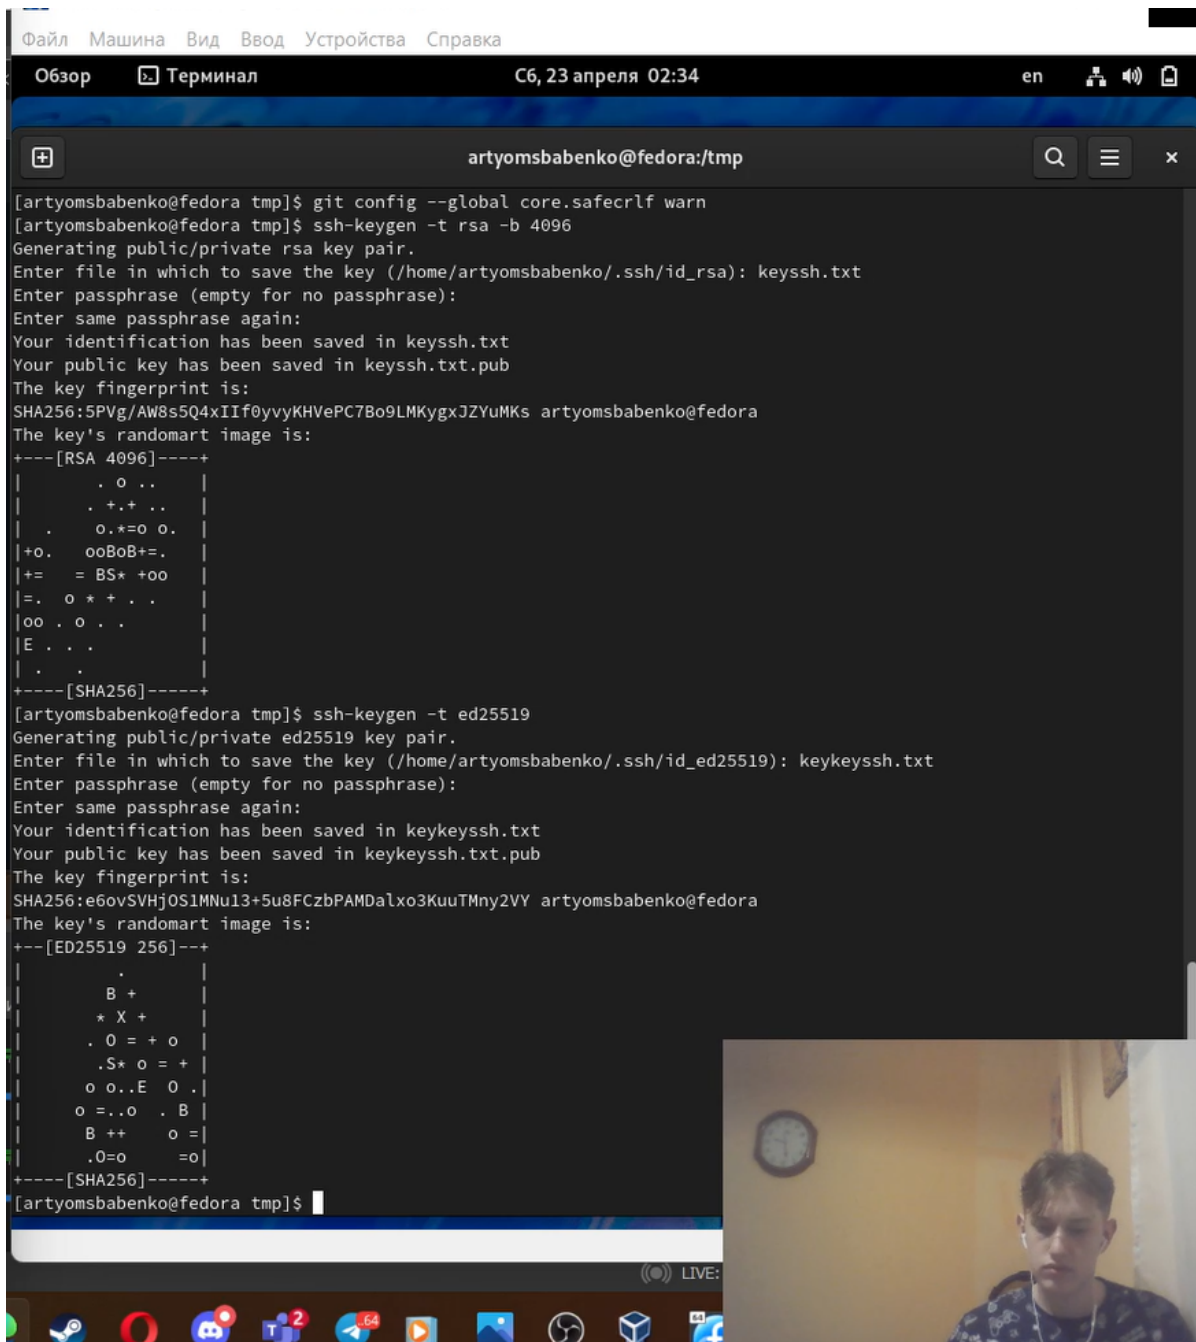 Файл Машина Вид Ввод Устройства Справка
Обзор Терминал Сб, 23 апреля 02:34 en
artyomsbabenko@fedora:/tmp
[artyomsbabenko@fedora tmp]$ git config --global core.safecrlf warn
[artyomsbabenko@fedora tmp]$ ssh-keygen -t rsa -b 4096
Generating public/private rsa key pair.
Enter file in which to save the key (/home/artyomsbabenko/.ssh/id_rsa): keyssh.txt
Enter passphrase (empty for no passphrase):
Enter same passphrase again:
Your identification has been saved in keyssh.txt
Your public key has been saved in keyssh.txt.pub
The key fingerprint is:
SHA256:5PVg/AW8s5Q4xIIf0yvyKHVePC7Bo9LMKygxJZYuMKs artyomsbabenko@fedora
The key's randomart image is:
+---[RSA 4096]----+
|        . o ..    |
|       . +.+ ..   |
|  .    o.*=o o.  |
|+o.   ooBoB+=.   |
|+=   = BS* +oo   |
|=.  o * + . .    |
|oo . o . .       |
|E . . .          |
| .   .           |
+----[SHA256]-----+
[artyomsbabenko@fedora tmp]$ ssh-keygen -t ed25519
Generating public/private ed25519 key pair.
Enter file in which to save the key (/home/artyomsbabenko/.ssh/id_ed25519): keykeyssh.txt
Enter passphrase (empty for no passphrase):
Enter same passphrase again:
Your identification has been saved in keykeyssh.txt
Your public key has been saved in keykeyssh.txt.pub
The key fingerprint is:
SHA256:e6ovSVHjOS1MNu13+5u8FCzbPAMDalxo3KuuTMny2VY artyomsbabenko@fedora
The key's randomart image is:
+--[ED25519 256]--+
|         .       |
|        B +      |
|       * X +     |
|      . O = + o  |
|       .S* o = + |
|      o o..E  O .|
|     o =..o  . B |
|      B ++    o =|
|      .O=o     =o|
+----[SHA256]-----+
[artyomsbabenko@fedora tmp]$
LIVE:
2
64
64